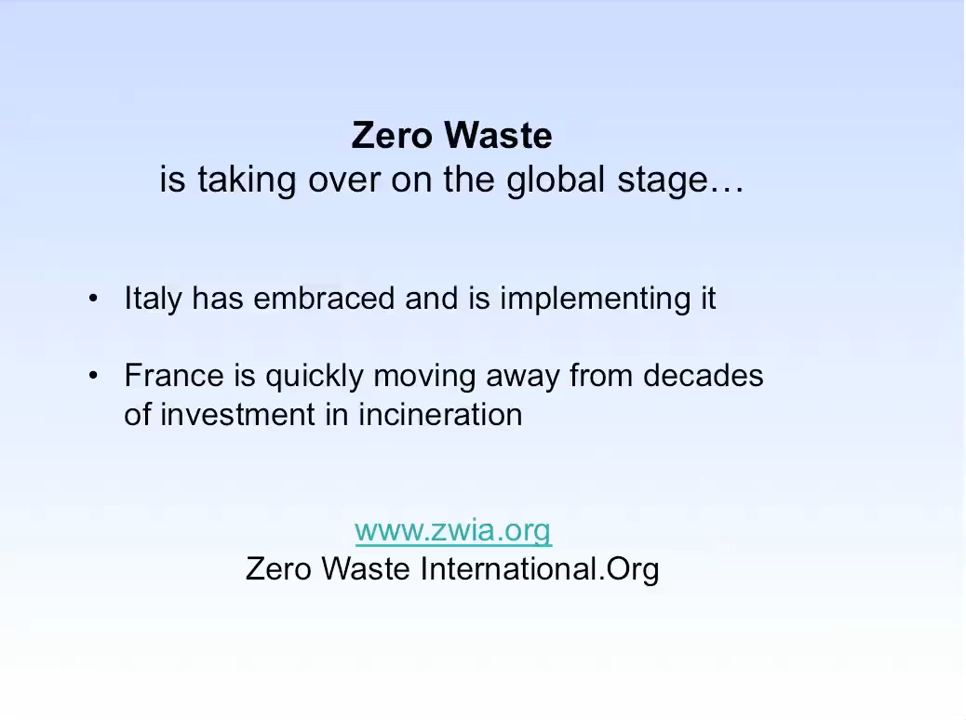 Zero Waste
is taking over on the global stage…
• Italy has embraced and is implementing it
• France is quickly moving away from decades
of investment in incineration
www.zwia.org
Zero Waste International.Org